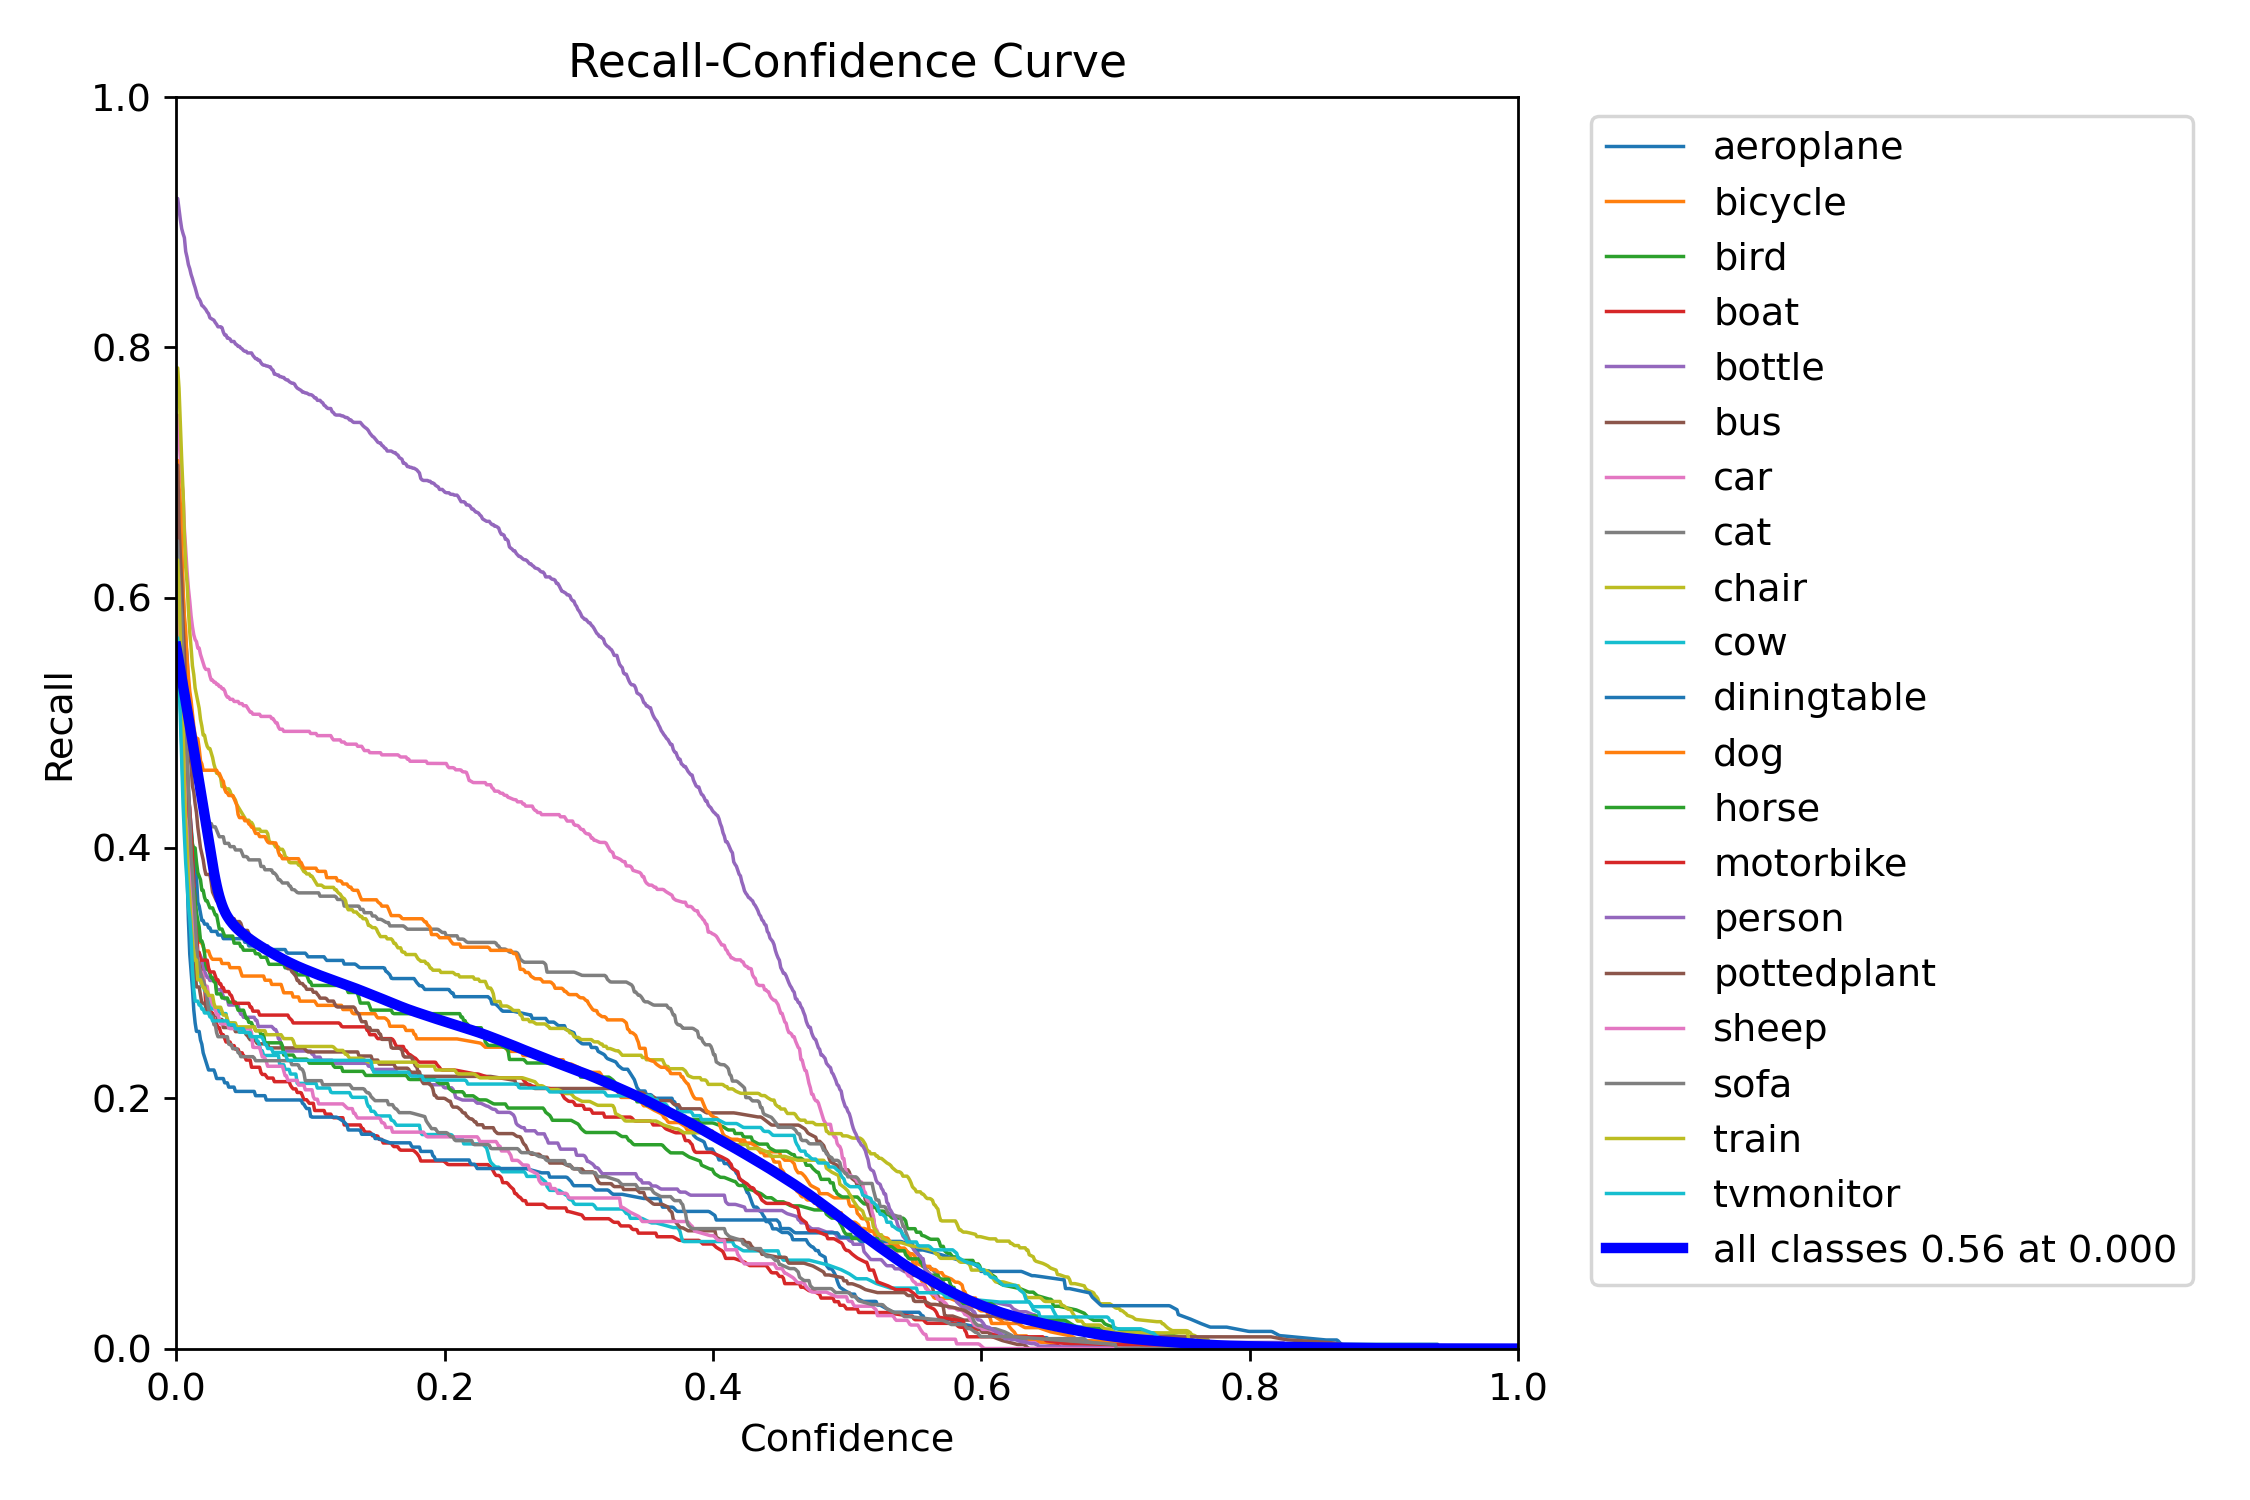 Recall-Confidence Curve
1.0
0.8
0.6
0.4
0.2
0.0
Recall
0.0 0.2 0.4 0.6 0.8 1.0
Confidence
aeroplane
bicycle
bird
boat
bottle
bus
car
cat
chair
cow
diningtable
dog
horse
motorbike
person
pottedplant
sheep
sofa
train
tvmonitor
all classes 0.56 at 0.000